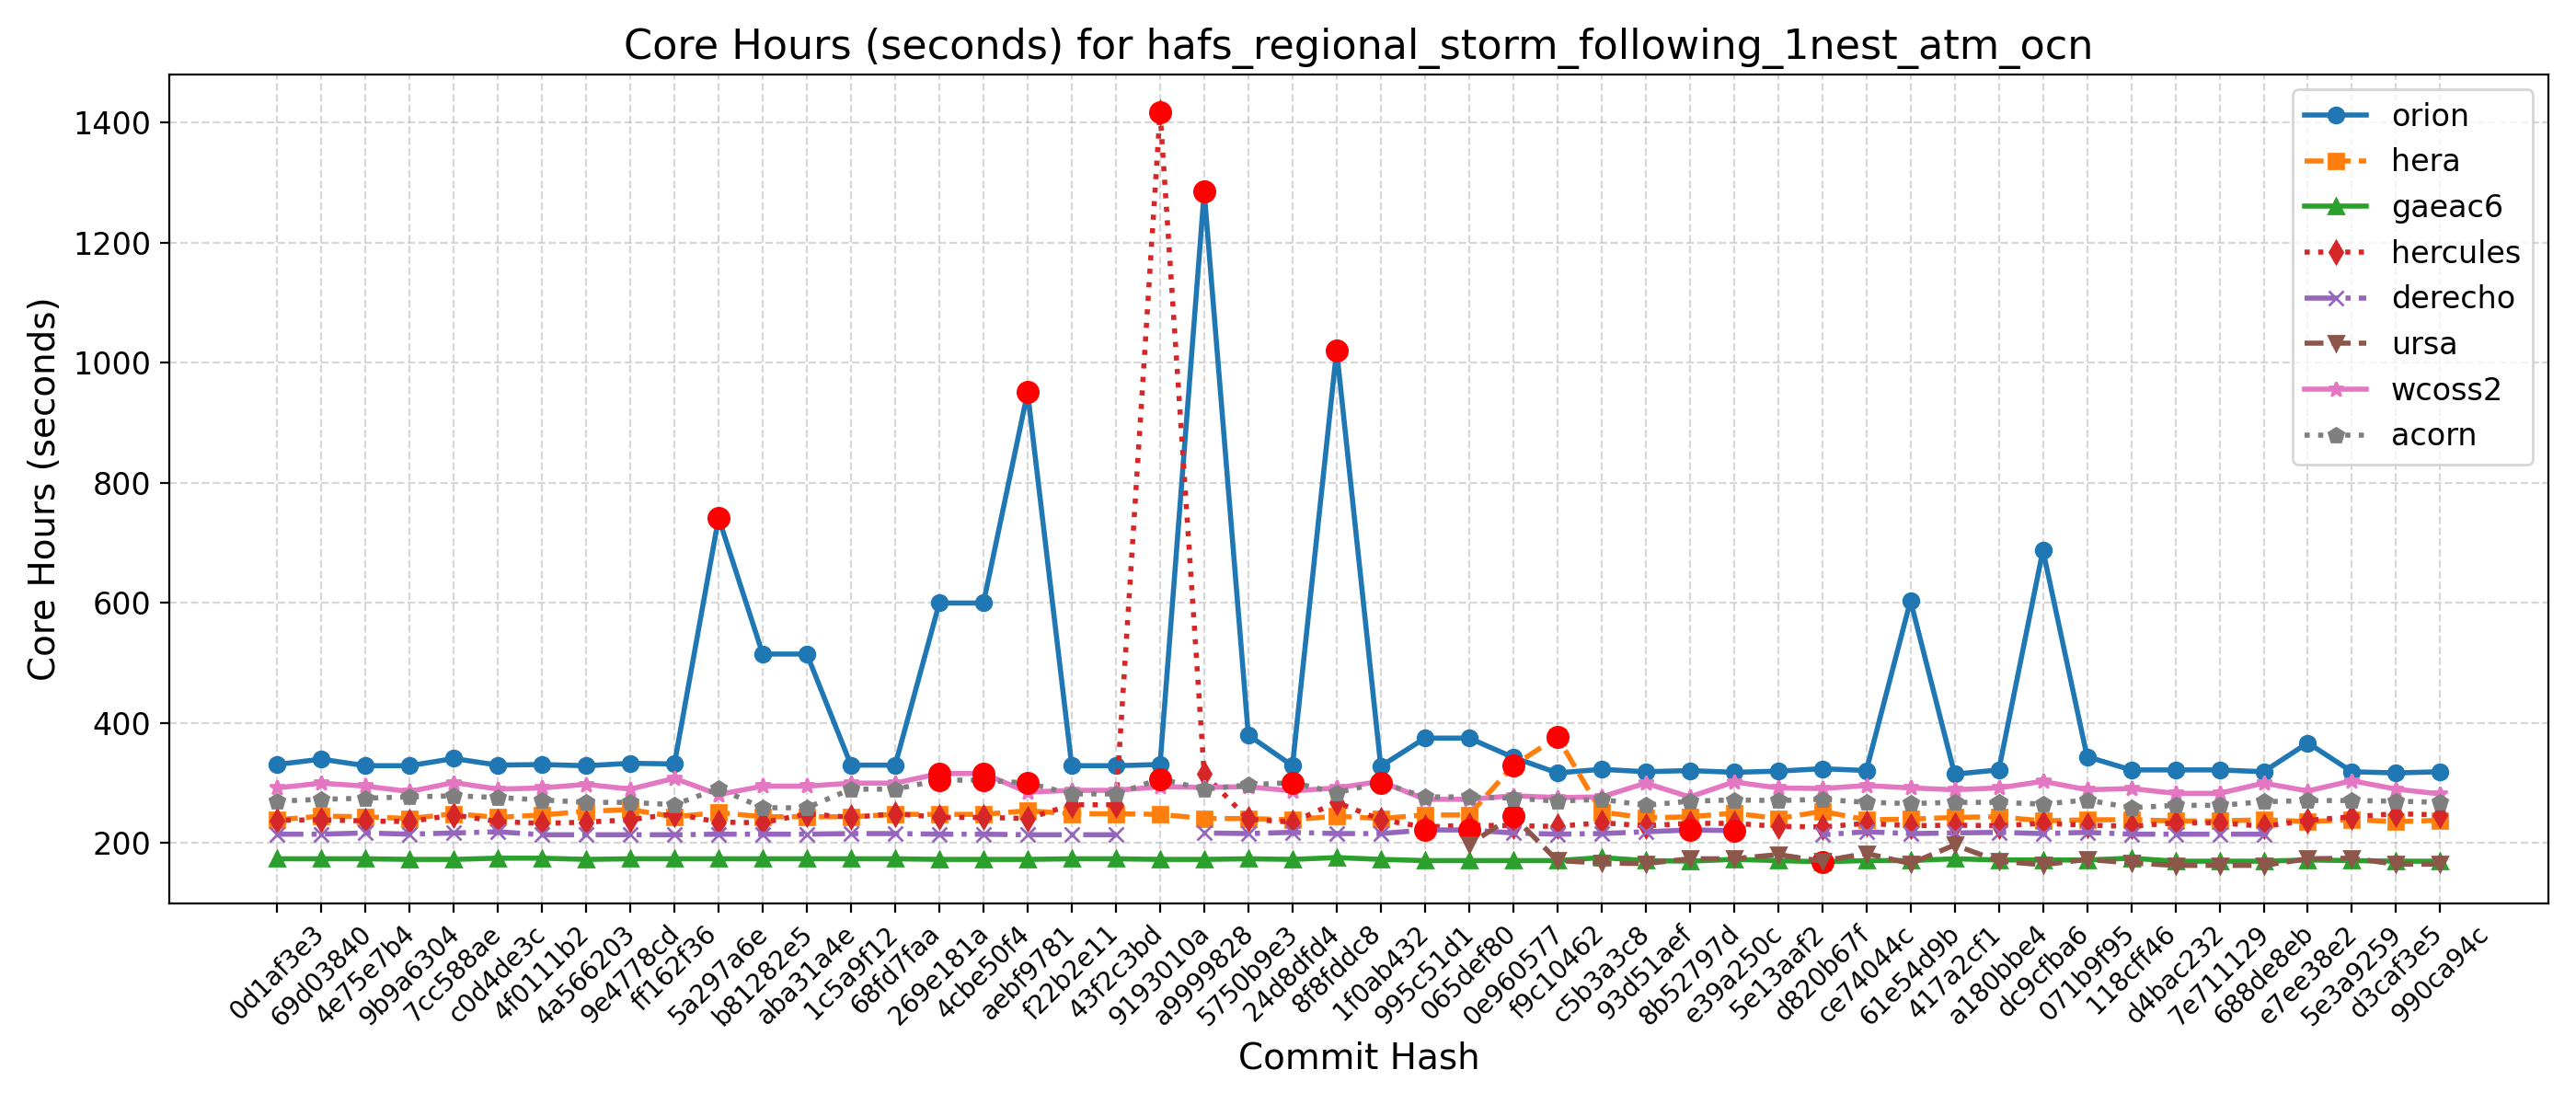 Core Hours (seconds) for hafs_regional_storm_following_1nest_atm_ocn
Core Hours (seconds)
1400
1200
1000
800
600
400
200
orion
hera
gaeac6
hercules
derecho
ursa
wcoss2
acorn
0d1af3e3
69d03840
4e75e7b4
9b9a6304
7cc588ae
c0d4de3c
4f0111b2
4a566203
9e4778cd
ff162f36
5a297a6e
b81282e5
aba31a4e
1c5a9f12
68fd7faa
269e181a
4cbe50f4
aebf9781
f22b2e11
43f2c3bd
9193010a
a9999828
5750b9e3
24d8dfd4
8f8fddc8
1f0ab432
995c51d1
065def80
0e960577
f9c10462
c5b3a3c8
93d51aef
8b52797d
e39a250c
5e13aaf2
d820b67f
ce74044c
61e54d9b
417a2cf1
a180bbe4
dc9cfba6
071b9f95
118cff46
d4bac232
7e711129
688de8eb
e7ee38e2
5e3a9259
d3caf3e5
990ca94c
Commit Hash